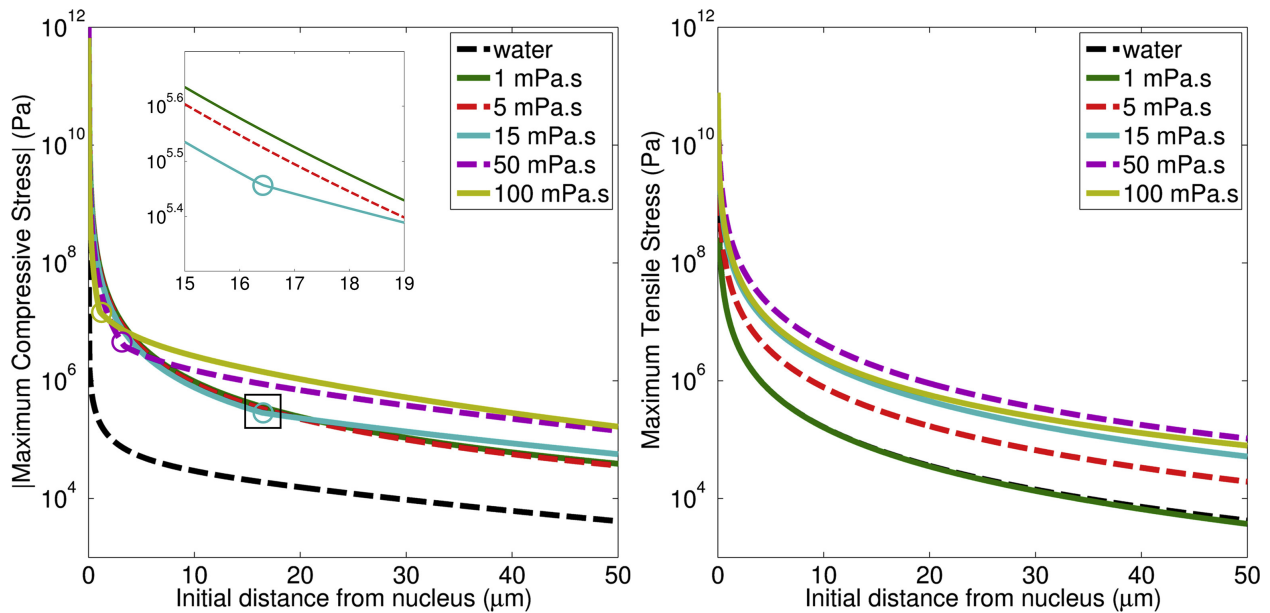 |Maximum Compressive Stress| (Pa)
10^12
10^10
10^8
10^6
10^4
0 10 20 30 40 50
Initial distance from nucleus (μm)
10^5.6
10^5.5
10^5.4
15 16 17 18 19
water
1 mPa.s
5 mPa.s
15 mPa.s
50 mPa.s
100 mPa.s
Maximum Tensile Stress (Pa)
10^12
10^10
10^8
10^6
10^4
0 10 20 30 40 50
Initial distance from nucleus (μm)
water
1 mPa.s
5 mPa.s
15 mPa.s
50 mPa.s
100 mPa.s